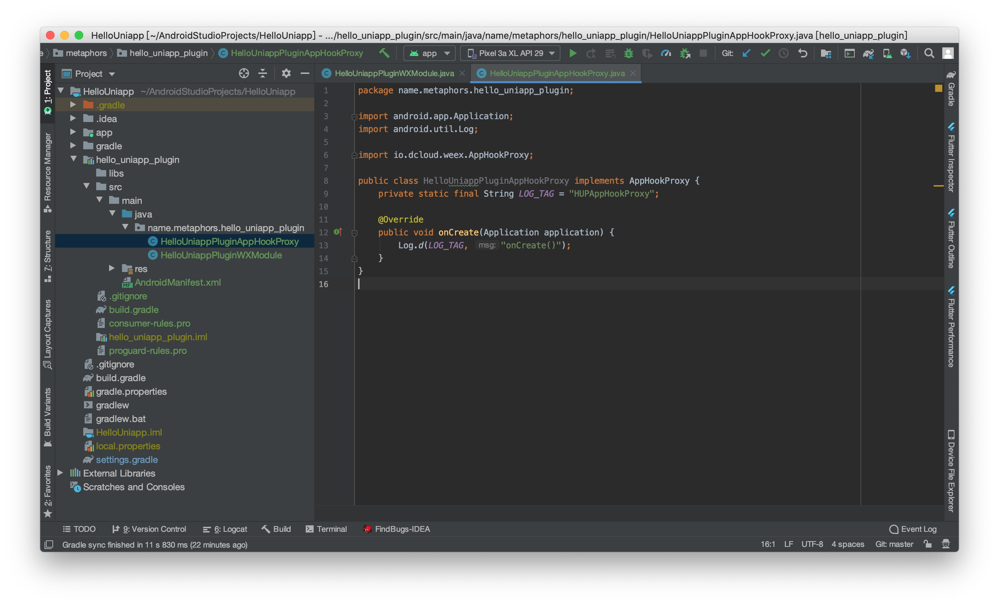 HelloUniapp [~/AndroidStudioProjects/HelloUniapp] - .../hello_uniapp_plugin/src/main/java/name/metaphors/hello_uniapp_plugin/HelloUniappPluginAppHookProxy.java [hello_uniapp_plugin]
e metaphors hello_uniapp_plugin HelloUniappPluginAppHookProxy app Pixel 3a XL API 29 Git:
1: Project
Resource Manager
7: Structure
Layout Captures
Build Variants
2: Favorites
Project
HelloUniapp ~/AndroidStudioProjects/HelloUniapp
.gradle
.idea
app
gradle
hello_uniapp_plugin
libs
src
main
java
name.metaphors.hello_uniapp_plugin
HelloUniappPluginAppHookProxy
HelloUniappPluginWXModule
res
MF AndroidManifest.xml
.gitignore
build.gradle
consumer-rules.pro
hello_uniapp_plugin.iml
proguard-rules.pro
.gitignore
build.gradle
gradle.properties
gradlew
gradlew.bat
HelloUniapp.iml
local.properties
settings.gradle
External Libraries
Scratches and Consoles
C HelloUniappPluginWXModule.java C HelloUniappPluginAppHookProxy.java
1 package name.metaphors.hello_uniapp_plugin;
2
3 import android.app.Application;
4 import android.util.Log;
5
6 import io.dcloud.weex.AppHookProxy;
7
8 public class HelloUniappPluginAppHookProxy implements AppHookProxy {
9 private static final String LOG_TAG = "HUPAppHookProxy";
10
11 @Override
12 public void onCreate(Application application) {
13 Log.d(LOG_TAG, msg: "onCreate()");
14 }
15 }
16
Gradle
Flutter Inspector
Flutter Outline
Flutter Performance
Device File Explorer
TODO 9: Version Control 6: Logcat Build Terminal FindBugs-IDEA Event Log
Gradle sync finished in 11 s 830 ms (22 minutes ago) 16:1 LF UTF-8 4 spaces Git: master